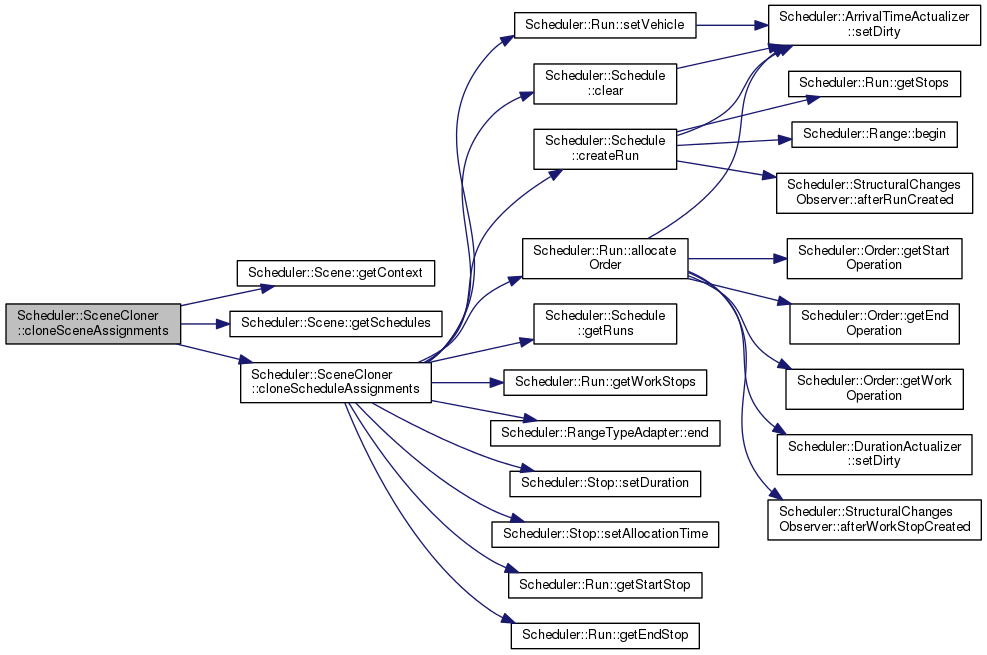 Scheduler::SceneCloner
::cloneSceneAssignments
Scheduler::Scene::getContext
Scheduler::Scene::getSchedules
Scheduler::SceneCloner
::cloneScheduleAssignments
Scheduler::Run::setVehicle
Scheduler::Schedule
::clear
Scheduler::Schedule
::createRun
Scheduler::Run::allocate
Order
Scheduler::Schedule
::getRuns
Scheduler::Run::getWorkStops
Scheduler::RangeTypeAdapter::end
Scheduler::Stop::setDuration
Scheduler::Stop::setAllocationTime
Scheduler::Run::getStartStop
Scheduler::Run::getEndStop
Scheduler::ArrivalTimeActualizer
::setDirty
Scheduler::Run::getStops
Scheduler::Range::begin
Scheduler::StructuralChanges
Observer::afterRunCreated
Scheduler::Order::getStart
Operation
Scheduler::Order::getEnd
Operation
Scheduler::Order::getWork
Operation
Scheduler::DurationActualizer
::setDirty
Scheduler::StructuralChanges
Observer::afterWorkStopCreated